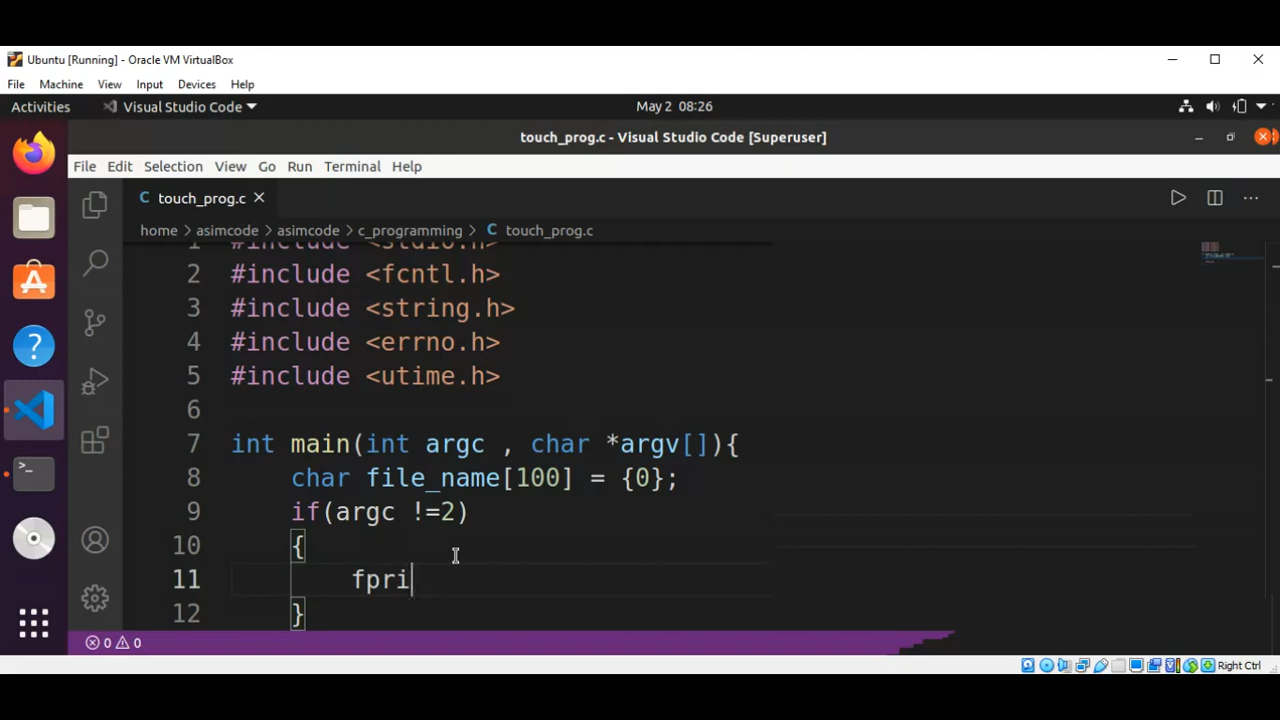 Ubuntu [Running] - Oracle VM VirtualBox
File Machine View Input Devices Help
Activities Visual Studio Code May 2 08:26
touch_prog.c - Visual Studio Code [Superuser]
File Edit Selection View Go Run Terminal Help
C touch_prog.c
home asimcode asimcode c_programming C touch_prog.c
1 #include <stdio.h>
2 #include <fcntl.h>
3 #include <string.h>
4 #include <errno.h>
5 #include <utime.h>
6
7 int main(int argc , char *argv[]){
8 char file_name[100] = {0};
9 if(argc !=2)
10 {
11 fpri
12 }
0 0
Right Ctrl